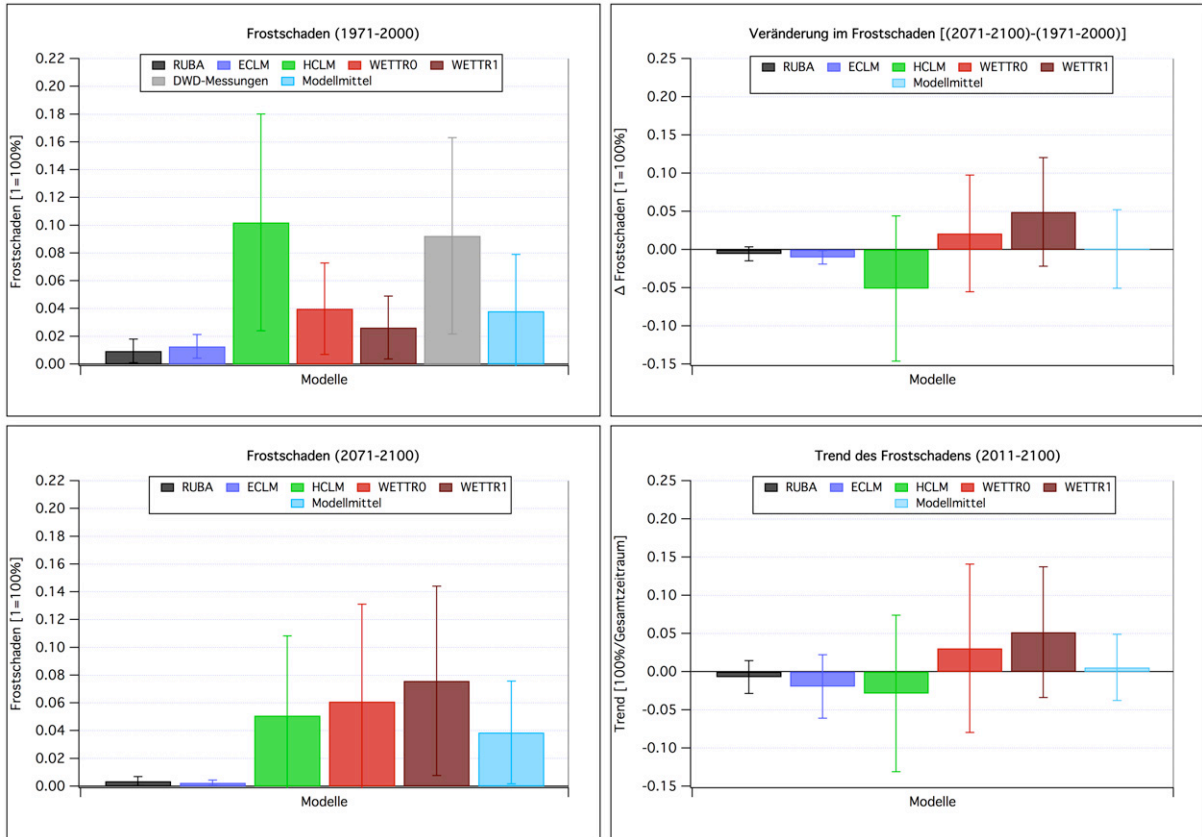 Frostschaden (1971-2000)
0.22
0.20
0.18
0.16
0.14
0.12
0.10
0.08
0.06
0.04
0.02
0.00
Frostschaden [1=100%]
RUBA ECLM HCLM WETTR0 WETTR1
DWD-Messungen Modellmittel
Modelle
Veränderung im Frostschaden [(2071-2100)-(1971-2000)]
0.25
0.20
0.15
0.10
0.05
0.00
-0.05
-0.10
-0.15
Δ Frostschaden [1=100%]
RUBA ECLM HCLM WETTR0 WETTR1
Modellmittel
Modelle
Frostschaden (2071-2100)
0.22
0.20
0.18
0.16
0.14
0.12
0.10
0.08
0.06
0.04
0.02
0.00
Frostschaden [1=100%]
RUBA ECLM HCLM WETTR0 WETTR1
Modellmittel
Modelle
Trend des Frostschadens (2011-2100)
0.25
0.20
0.15
0.10
0.05
0.00
-0.05
-0.10
-0.15
Trend [100%/Gesamtzeitraum]
RUBA ECLM HCLM WETTR0 WETTR1
Modellmittel
Modelle